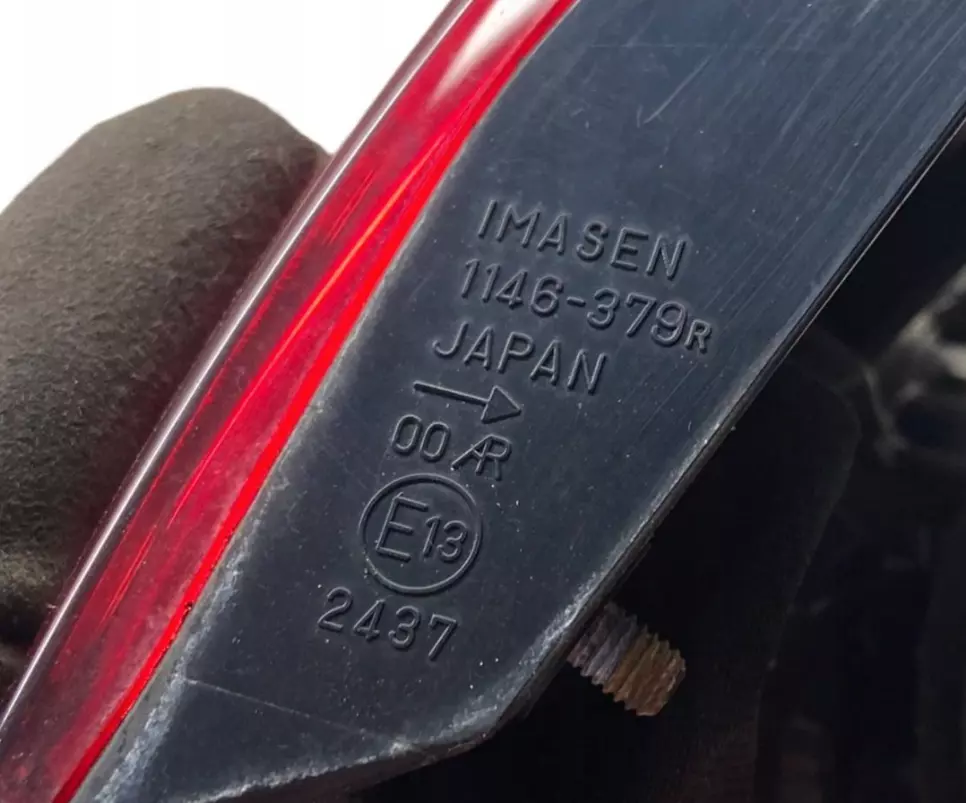 IMASEN
1146-379R
JAPAN
→
00 AR
E13
2437